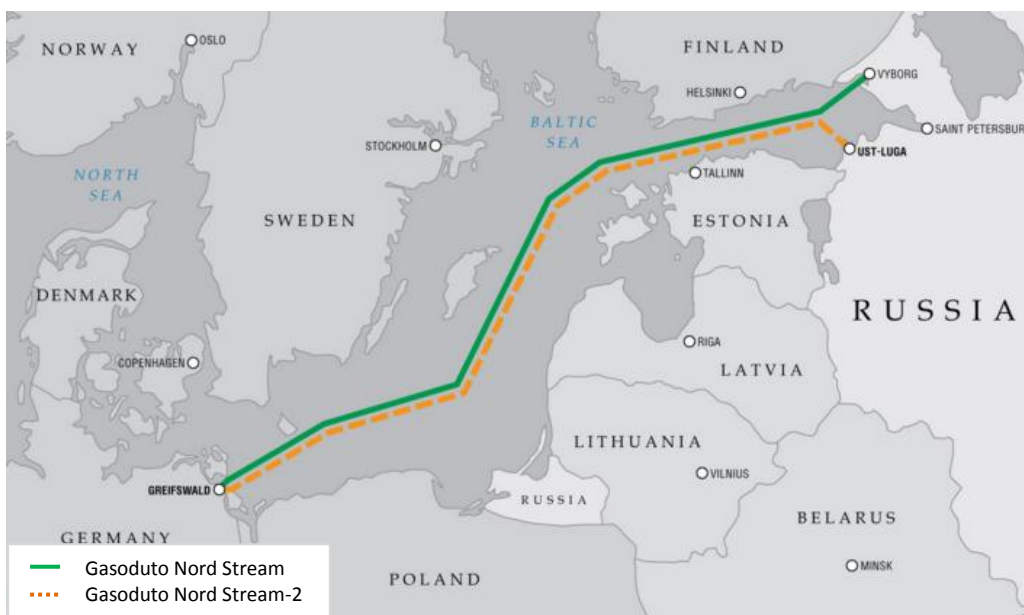 NORWAY
OSLO
FINLAND
VYBORG
HELSINKI
BALTIC
SEA
SAINT PETERSBUR
STOCKHOLM
UST-LUGA
NORTH
SEA
TALLINN
SWEDEN
ESTONIA
DENMARK
RUSSIA
COPENHAGEN
RIGA
LATVIA
LITHUANIA
VILNIUS
GREIFSWALD
RUSSIA
BELARUS
GERMANY
MINSK
POLAND
Gasoduto Nord Stream
Gasoduto Nord Stream-2